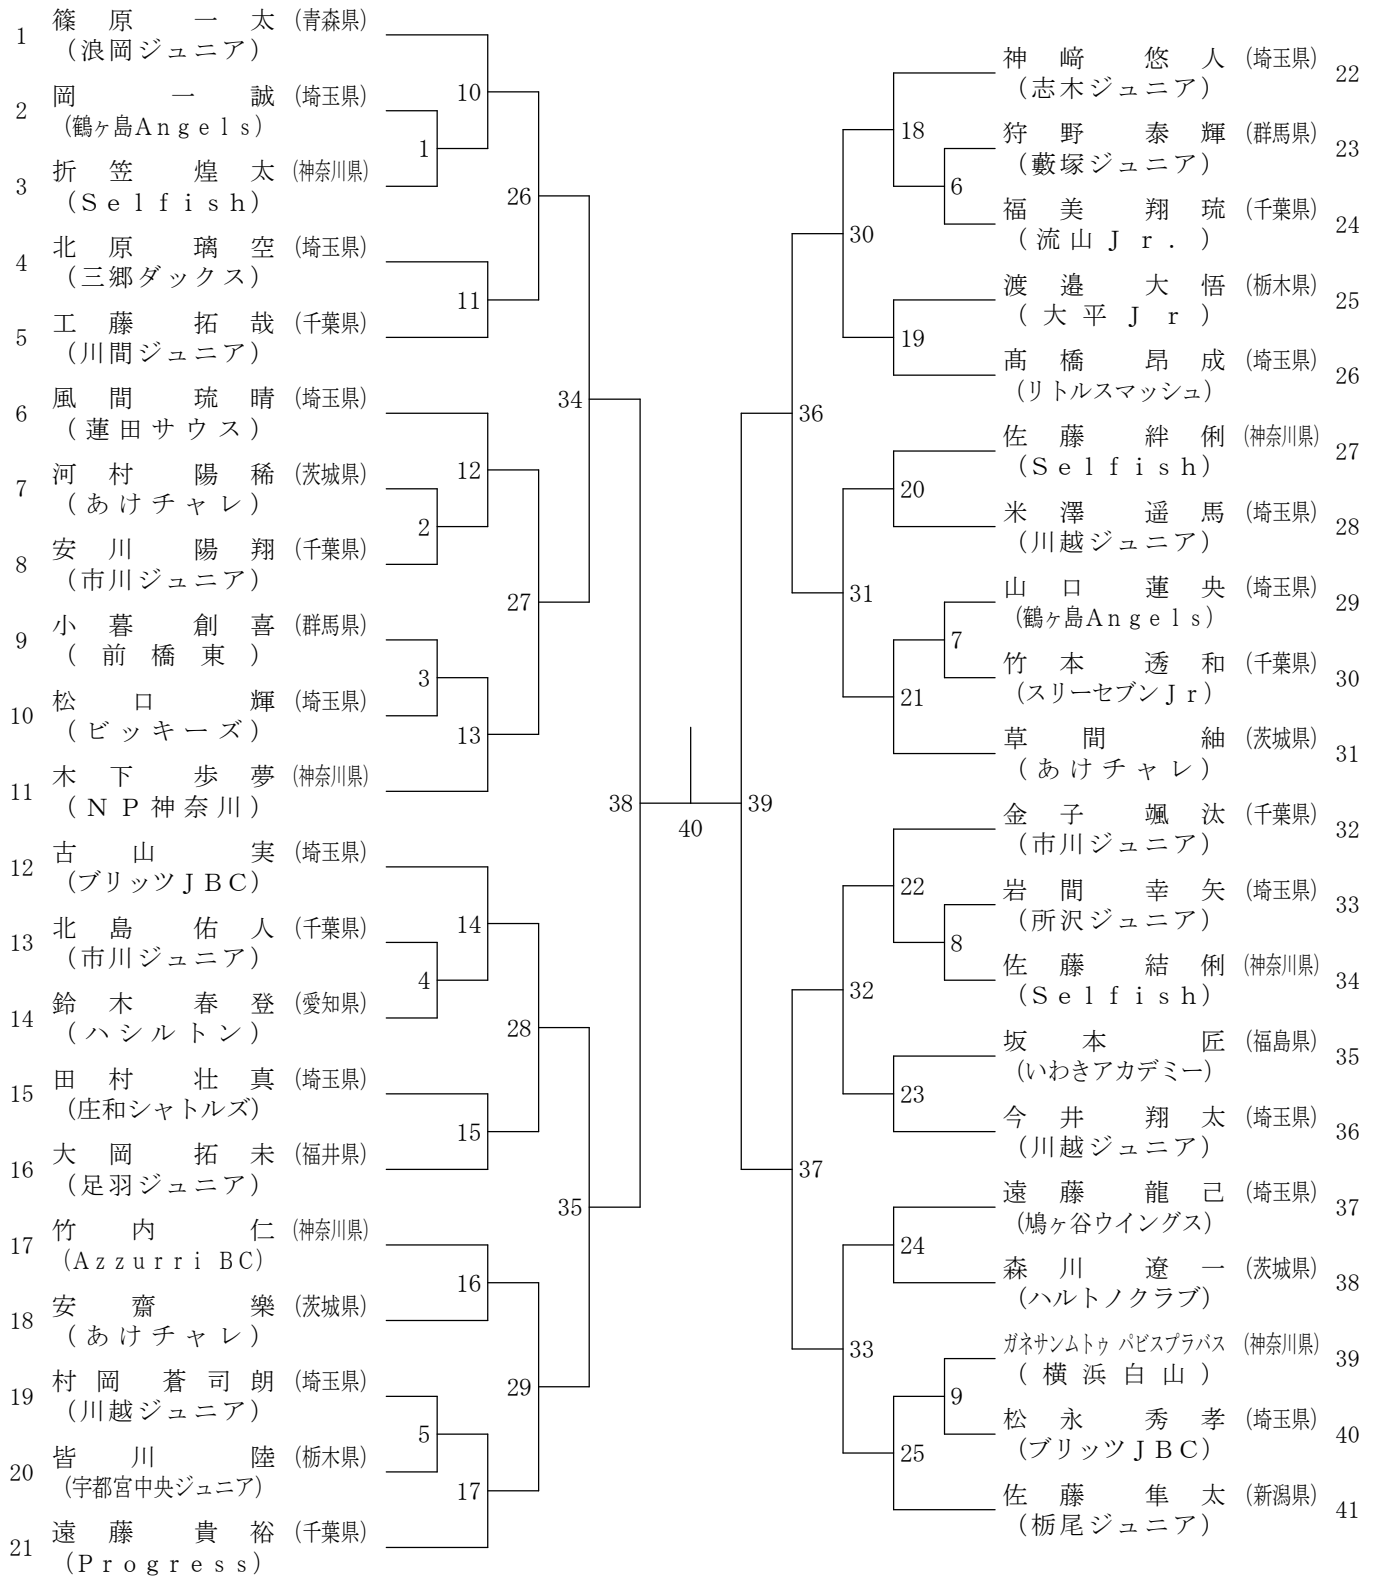 1 篠原 一太 (青森県)
(浪岡ジュニア)
2 岡 一誠 (埼玉県)
(鶴ヶ島Angels)
3 折笠 煌太 (神奈川県)
(Selfish)
4 北原 璃空 (埼玉県)
(三郷ダックス)
5 工藤 拓哉 (千葉県)
(川間ジュニア)
6 風間 琉晴 (埼玉県)
(蓮田サウス)
7 河村 陽稀 (茨城県)
(あけチャレ)
8 安川 陽翔 (千葉県)
(市川ジュニア)
9 小暮 創喜 (群馬県)
(前橋東)
10 松口 輝 (埼玉県)
(ビッキーズ)
11 木下 歩夢 (神奈川県)
(NP神奈川)
12 古山 実 (埼玉県)
(ブリッツJBC)
13 北島 佑人 (千葉県)
(市川ジュニア)
14 鈴木 春登 (愛知県)
(ハシルトン)
15 田村 壮真 (埼玉県)
(庄和シャトルズ)
16 大岡 拓未 (福井県)
(足羽ジュニア)
17 竹内 仁 (神奈川県)
(Azzurri BC)
18 安齋 樂 (茨城県)
(あけチャレ)
19 村岡 蒼司朗 (埼玉県)
(川越ジュニア)
20 皆川 陸 (栃木県)
(宇都宮中央ジュニア)
21 遠藤 貴裕 (千葉県)
(Progress)
1
2
3
4
5
10
11
12
13
14
15
16
17
26
27
28
29
34
35
38
40
39
36
37
30
31
32
33
18
19
20
21
22
23
24
25
6
7
8
9
神﨑 悠人 (埼玉県) 22
(志木ジュニア)
狩野 泰輝 (群馬県) 23
(藪塚ジュニア)
福美 翔琉 (千葉県) 24
(流山Jr.)
渡邉 大悟 (栃木県) 25
(大平Jr)
髙橋 昂成 (埼玉県) 26
(リトルスマッシュ)
佐藤 絆俐 (神奈川県) 27
(Selfish)
米澤 遥馬 (埼玉県) 28
(川越ジュニア)
山口 蓮央 (埼玉県) 29
(鶴ヶ島Angels)
竹本 透和 (千葉県) 30
(スリーセブンJr)
草間 紬 (茨城県) 31
(あけチャレ)
金子 颯汰 (千葉県) 32
(市川ジュニア)
岩間 幸矢 (埼玉県) 33
(所沢ジュニア)
佐藤 結俐 (神奈川県) 34
(Selfish)
坂本 匠 (福島県) 35
(いわきアカデミー)
今井 翔太 (埼玉県) 36
(川越ジュニア)
遠藤 龍己 (埼玉県) 37
(鳩ヶ谷ウイングス)
森川 遼一 (茨城県) 38
(ハルトノクラブ)
ガネサンムトゥ パビスプラバス (神奈川県) 39
(横浜白山)
松永 秀孝 (埼玉県) 40
(ブリッツJBC)
佐藤 隼太 (新潟県) 41
(栃尾ジュニア)